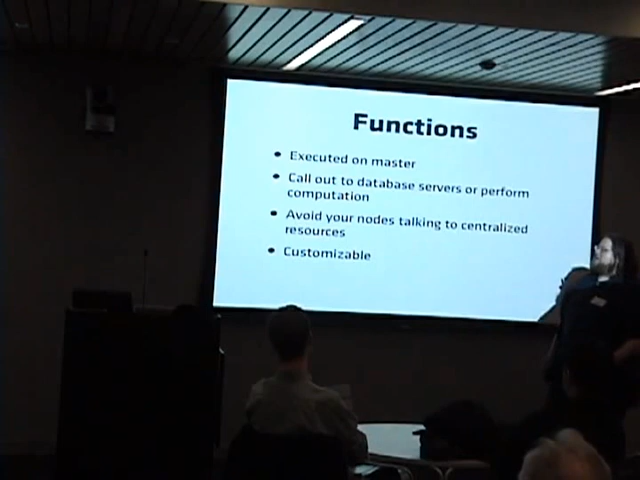 Functions
• Executed on master
• Call out to database servers or perform
computation
• Avoid your nodes talking to centralized
resources
• Customizable